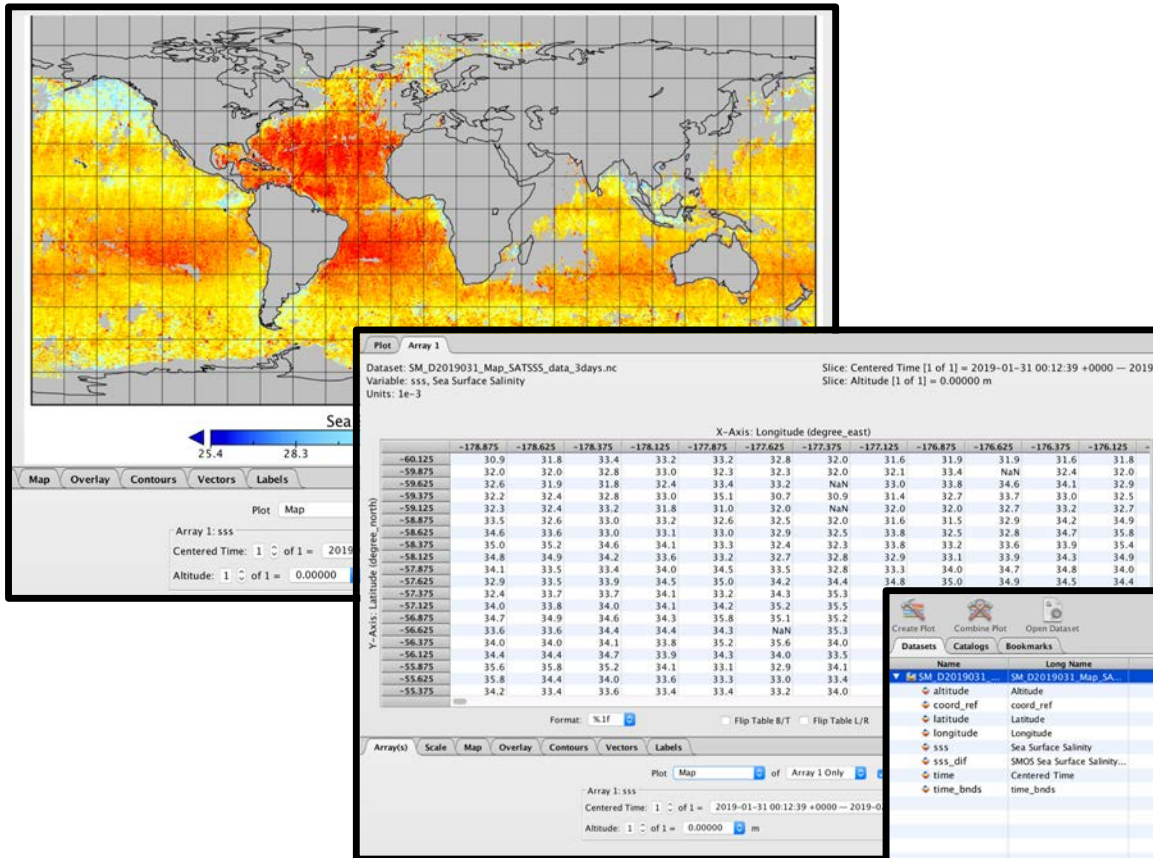 Sea
25.4 28.3
Map Overlay Contours Vectors Labels
Plot Map
Array 1: sss
Centered Time: 1 of 1 = 2019
Altitude: 1 of 1 = 0.00000
Plot Array 1
Dataset: SM_D2019031_Map_SATSSS_data_3days.nc
Variable: sss, Sea Surface Salinity
Units: 1e-3
Slice: Centered Time [1 of 1] = 2019-01-31 00:12:39 +0000 — 2019
Slice: Altitude [1 of 1] = 0.00000 m
X-Axis: Longitude (degree_east)
Y-Axis: Latitude (degree_north)
-178.875 -178.625 -178.375 -178.125 -177.875 -177.625 -177.375 -177.125 -176.875 -176.625 -176.375 -176.125
-60.125 30.9 31.8 33.4 33.2 33.2 32.8 32.0 31.6 31.9 31.9 31.6 31.8
-59.875 32.0 32.0 32.8 33.0 32.3 32.3 32.0 32.1 33.4 NaN 32.4 32.0
-59.625 32.6 31.9 31.8 32.4 33.4 33.2 NaN 33.0 33.8 34.6 34.1 32.9
-59.375 32.2 32.4 32.8 33.0 35.1 30.7 30.9 31.4 32.7 33.7 33.0 32.5
-59.125 32.3 32.4 33.2 31.8 31.0 32.0 NaN 32.0 32.0 32.7 33.2 32.7
-58.875 33.5 32.6 33.0 33.2 32.6 32.5 32.0 31.6 31.5 32.9 34.2 34.9
-58.625 34.6 33.6 33.0 33.1 33.0 32.9 32.5 33.8 32.5 32.8 34.7 35.8
-58.375 35.0 35.2 34.6 34.1 33.3 32.4 32.3 33.8 33.2 33.6 33.9 35.4
-58.125 34.8 34.9 34.2 33.6 33.2 32.7 32.8 32.9 33.1 33.9 34.3 34.9
-57.875 34.1 33.5 33.4 34.0 34.5 33.5 32.8 33.3 34.0 34.7 34.8 34.0
-57.625 32.9 33.5 33.9 34.5 35.0 34.2 34.4 34.8 35.0 34.9 34.5 34.4
-57.375 32.4 33.7 33.7 34.1 33.2 34.3 35.3
-57.125 34.0 33.8 34.0 34.1 34.2 35.2 35.5
-56.875 34.7 34.9 34.6 34.3 35.8 35.1 35.2
-56.625 33.6 33.6 34.4 34.4 34.3 NaN 35.3
-56.375 34.0 34.0 34.1 33.8 35.2 35.6 34.0
-56.125 34.4 34.4 34.7 33.9 34.3 34.0 33.5
-55.875 35.6 35.8 35.2 34.1 33.1 32.9 34.1
-55.625 35.8 34.4 34.0 33.6 33.3 33.0 33.4
-55.375 34.2 33.4 33.6 33.4 33.4 33.2 34.0
Format: %.1f Flip Table B/T Flip Table L/R
Array(s) Scale Map Overlay Contours Vectors Labels
Plot Map of Array 1 Only
Array 1: sss
Centered Time: 1 of 1 = 2019-01-31 00:12:39 +0000 — 2019-0
Altitude: 1 of 1 = 0.00000 m
Create Plot Combine Plot Open Dataset
Datasets Catalogs Bookmarks
Name Long Name
SM_D2019031_... SM_D2019031_Map_SA...
altitude Altitude
coord_ref coord_ref
latitude Latitude
longitude Longitude
sss Sea Surface Salinity
sss_dif SMOS Sea Surface Salinity...
time Centered Time
time_bnds time_bnds